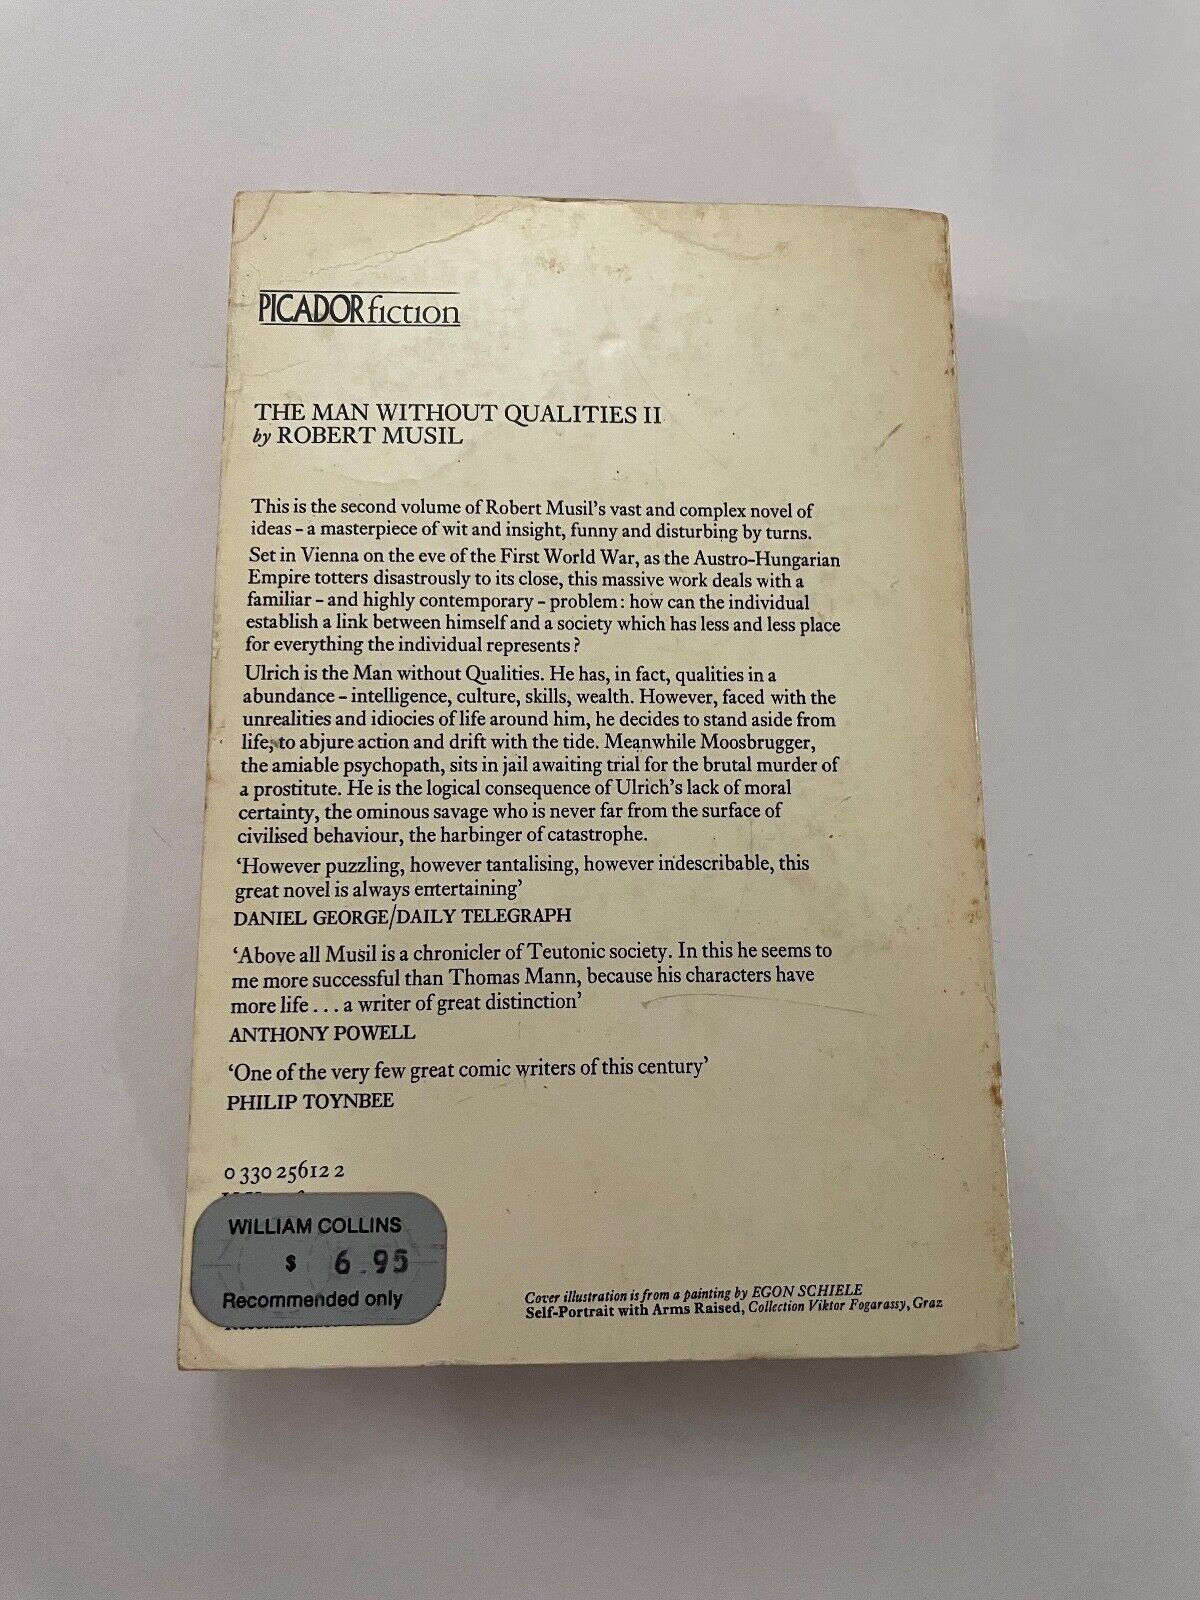 PICADOR fiction
THE MAN WITHOUT QUALITIES II
by ROBERT MUSIL
This is the second volume of Robert Musil's vast and complex novel of
ideas – a masterpiece of wit and insight, funny and disturbing by turns.
Set in Vienna on the eve of the First World War, as the Austro-Hungarian
Empire totters disastrously to its close, this massive work deals with a
familiar – and highly contemporary – problem: how can the individual
establish a link between himself and a society which has less and less place
for everything the individual represents?
Ulrich is the Man without Qualities. He has, in fact, qualities in a
abundance – intelligence, culture, skills, wealth. However, faced with the
unrealities and idiocies of life around him, he decides to stand aside from
life, to abjure action and drift with the tide. Meanwhile Moosbrugger,
the amiable psychopath, sits in jail awaiting trial for the brutal murder of
a prostitute. He is the logical consequence of Ulrich's lack of moral
certainty, the ominous savage who is never far from the surface of
civilised behaviour, the harbinger of catastrophe.
'However puzzling, however tantalising, however indescribable, this
great novel is always entertaining'
DANIEL GEORGE/DAILY TELEGRAPH
'Above all Musil is a chronicler of Teutonic society. In this he seems to
me more successful than Thomas Mann, because his characters have
more life . . . a writer of great distinction'
ANTHONY POWELL
'One of the very few great comic writers of this century'
PHILIP TOYNBEE
0 330 25612 2
WILLIAM COLLINS
$ 6.95
Recommended only
Cover illustration is from a painting by EGON SCHIELE
Self-Portrait with Arms Raised, Collection Viktor Fogarassy, Graz